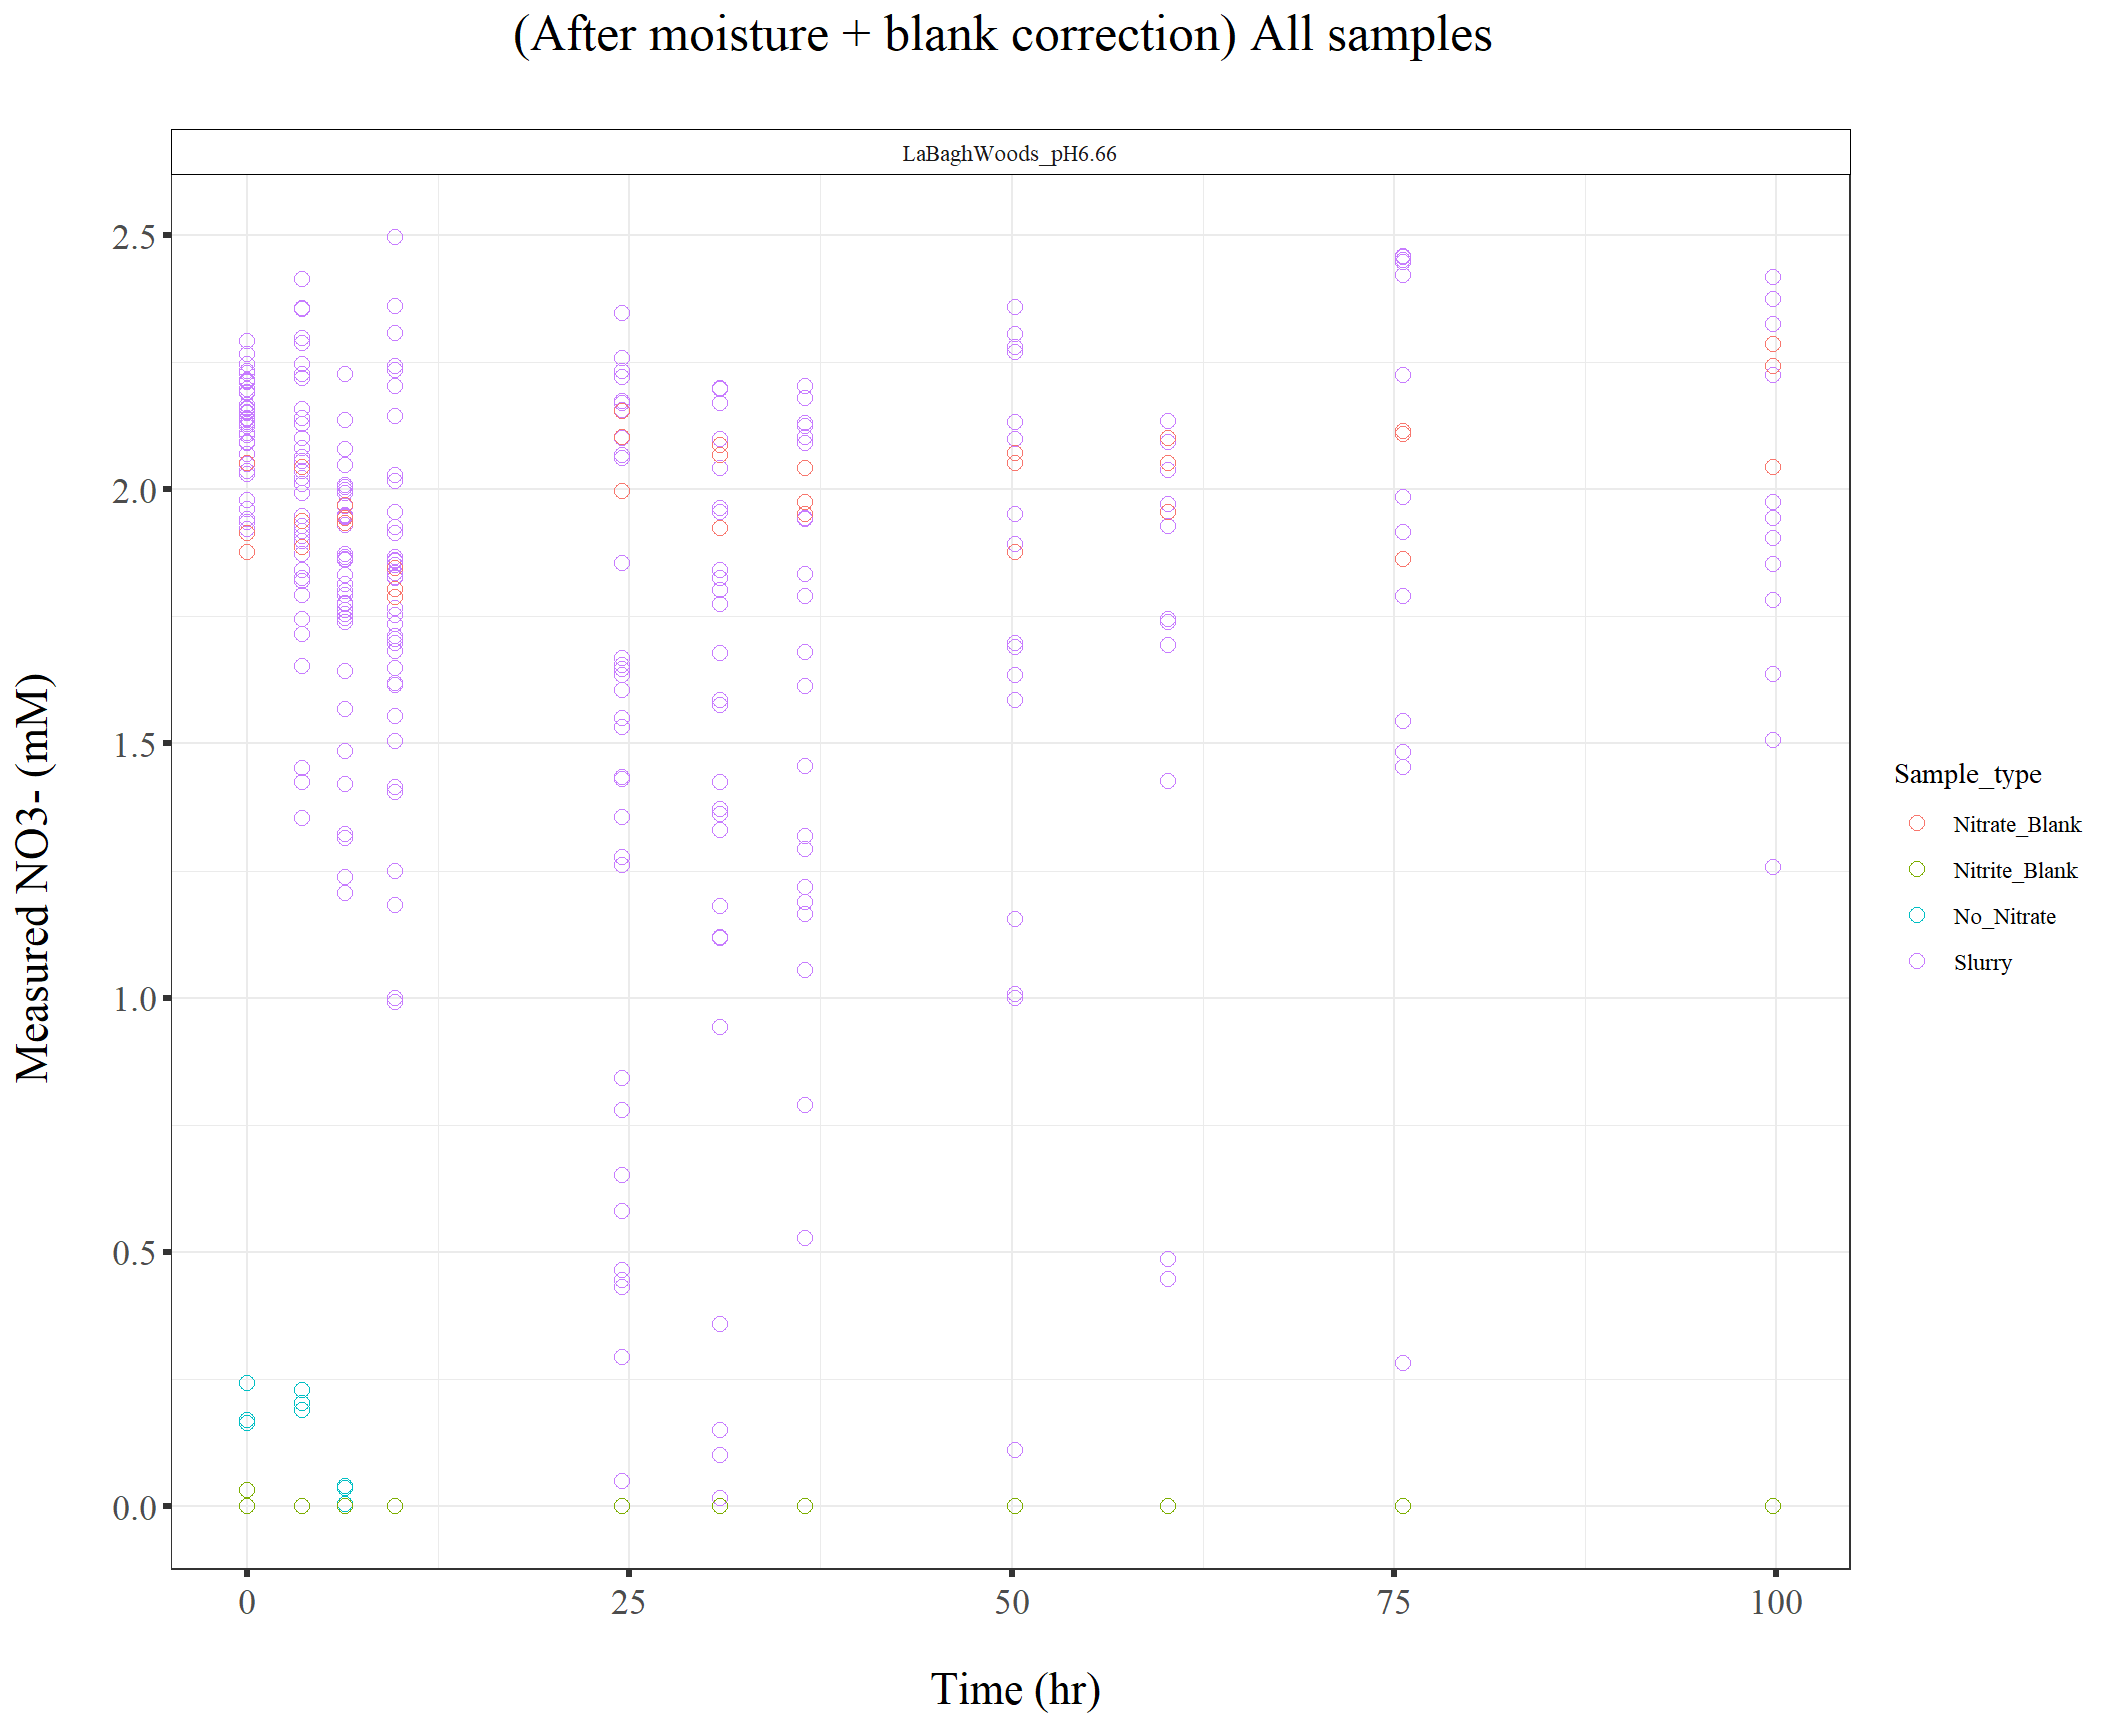 (After moisture + blank correction) All samples
LaBaghWoods_pH6.66
Measured NO3- (mM)
2.5
2.0
1.5
1.0
0.5
0.0
0
25
50
75
100
Time (hr)
Sample_type
Nitrate_Blank
Nitrite_Blank
No_Nitrate
Slurry